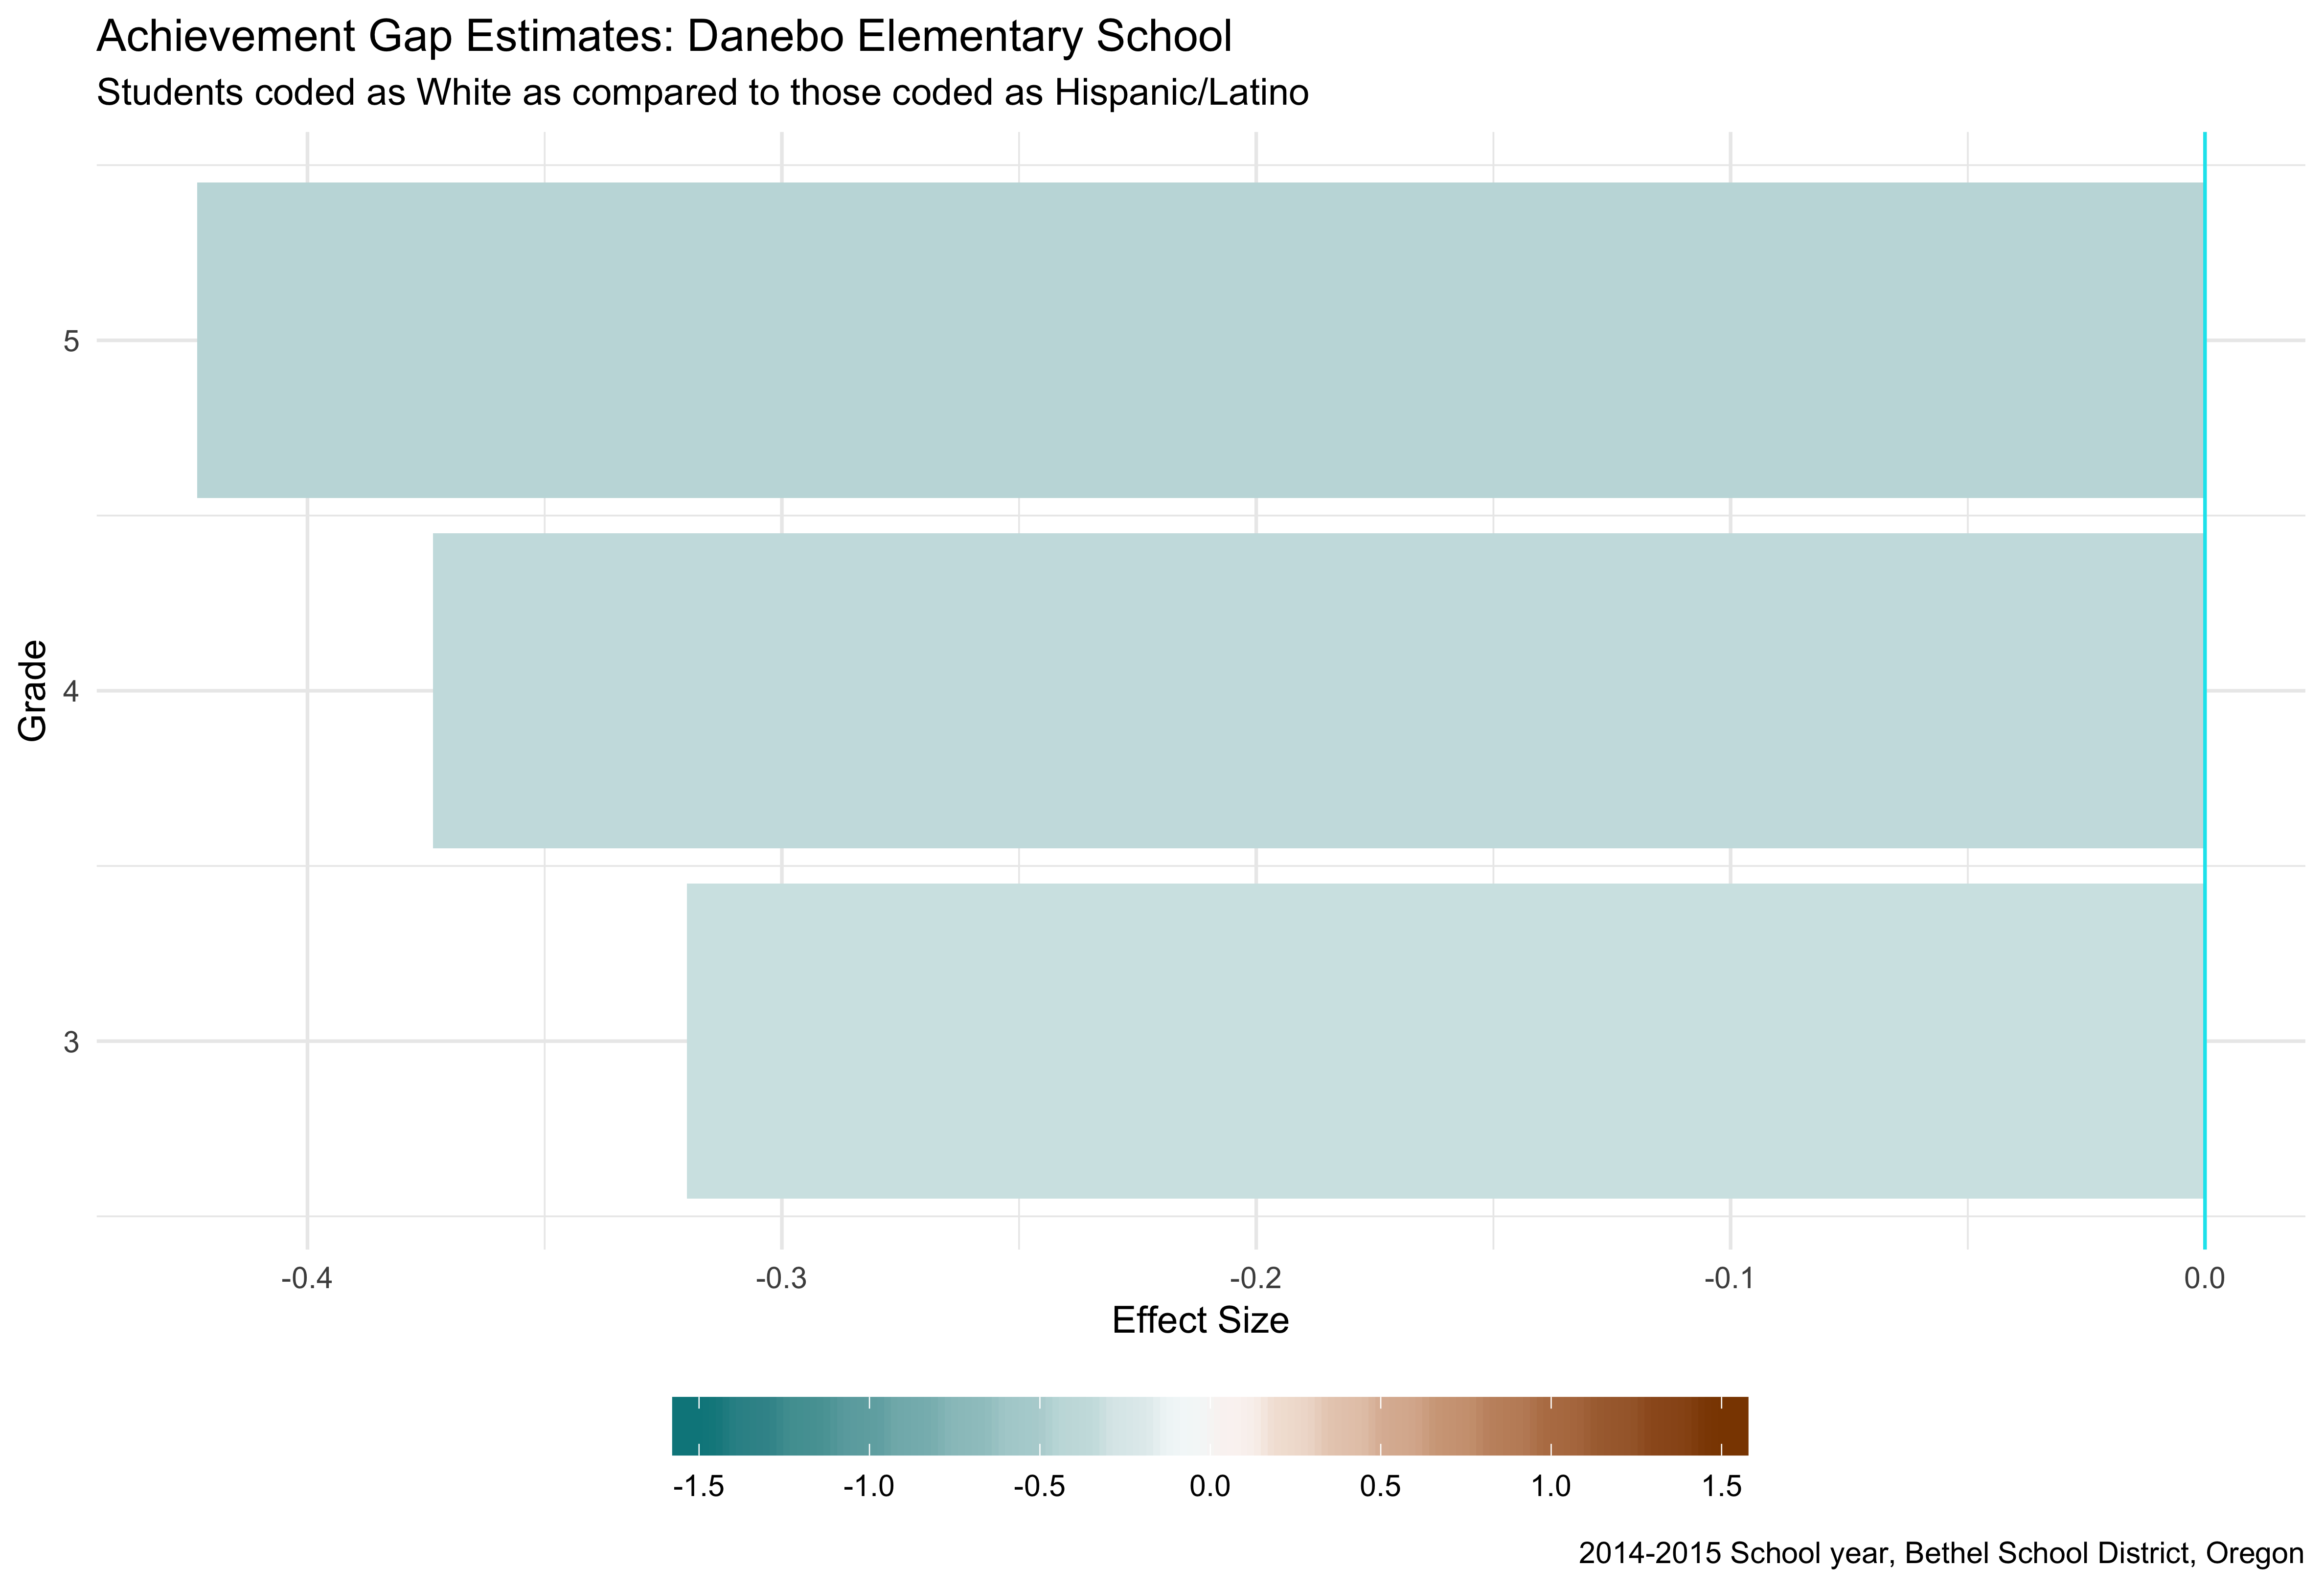 Achievement Gap Estimates: Danebo Elementary School
Students coded as White as compared to those coded as Hispanic/Latino
5
4
3
Grade
-0.4 -0.3 -0.2 -0.1 0.0
Effect Size
-1.5 -1.0 -0.5 0.0 0.5 1.0 1.5
2014-2015 School year, Bethel School District, Oregon